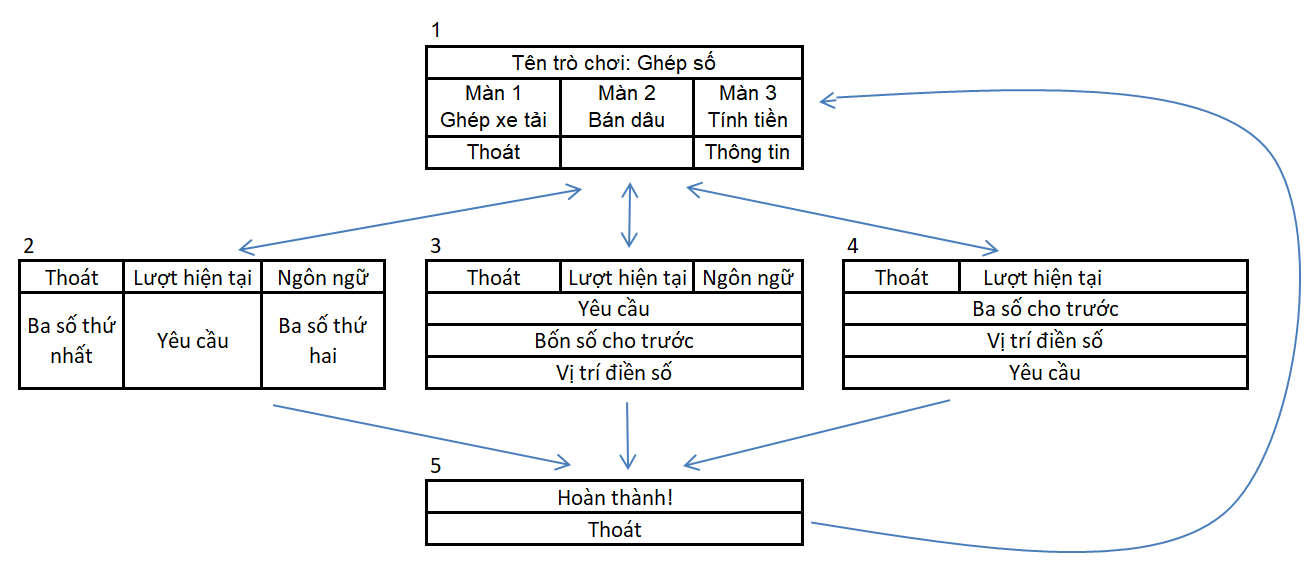 1
Tên trò chơi: Ghép số
Màn 1
Ghép xe tải
Màn 2
Bán dâu
Màn 3
Tính tiền
Thoát
Thông tin
2
Thoát
Lượt hiện tại
Ngôn ngữ
Ba số thứ
nhất
Yêu cầu
Ba số thứ
hai
3
Thoát
Lượt hiện tại
Ngôn ngữ
Yêu cầu
Bốn số cho trước
Vị trí điền số
4
Thoát
Lượt hiện tại
Ba số cho trước
Vị trí điền số
Yêu cầu
5
Hoàn thành!
Thoát